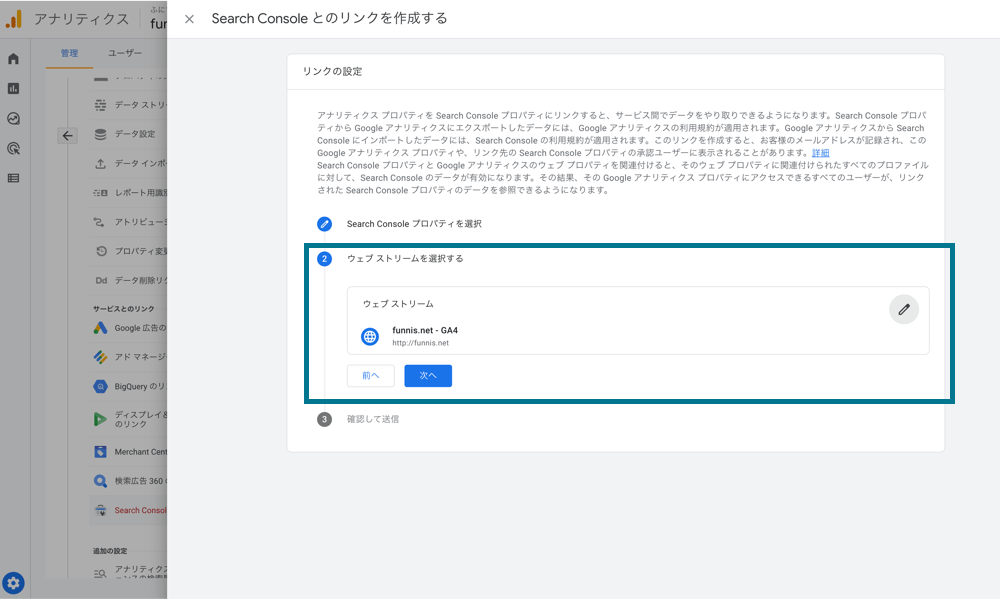 アナリティクス
ふに
fun
Search Console とのリンクを作成する
管理
ユーザー
データ ストリ
データ設定
データ インポ
レポート用識別
アトリビュー
プロパティ変
Dd データ削除リク
サービスとのリンク
Google 広告の
アド マネージ
BigQuery のリ
ディスプレイ&
のリンク
Merchant Cent
検索広告 360 の
Search Consol
追加の設定
アナリティクス
リンクの設定
アナリティクス プロパティを Search Console プロパティにリンクすると、サービス間でデータをやり取りできるようになります。Search Console プロパ
ティから Google アナリティクスにエクスポートしたデータには、Google アナリティクスの利用規約が適用されます。Google アナリティクスから Search
Console にインポートしたデータには、Search Console の利用規約が適用されます。このリンクを作成すると、お客様のメールアドレスが記録され、この
Google アナリティクス プロパティや、リンク先の Search Console プロパティの承認ユーザーに表示されることがあります。詳細
Search Console プロパティと Google アナリティクスのウェブ プロパティを関連付けると、そのウェブ プロパティに関連付けられたすべてのプロファイル
に対して、Search Console のデータが有効になります。その結果、その Google アナリティクス プロパティにアクセスできるすべてのユーザーが、リンク
された Search Console プロパティのデータを参照できるようになります。
Search Console プロパティを選択
2 ウェブ ストリームを選択する
ウェブ ストリーム
funnis.net - GA4
http://funnis.net
前へ
次へ
3 確認して送信